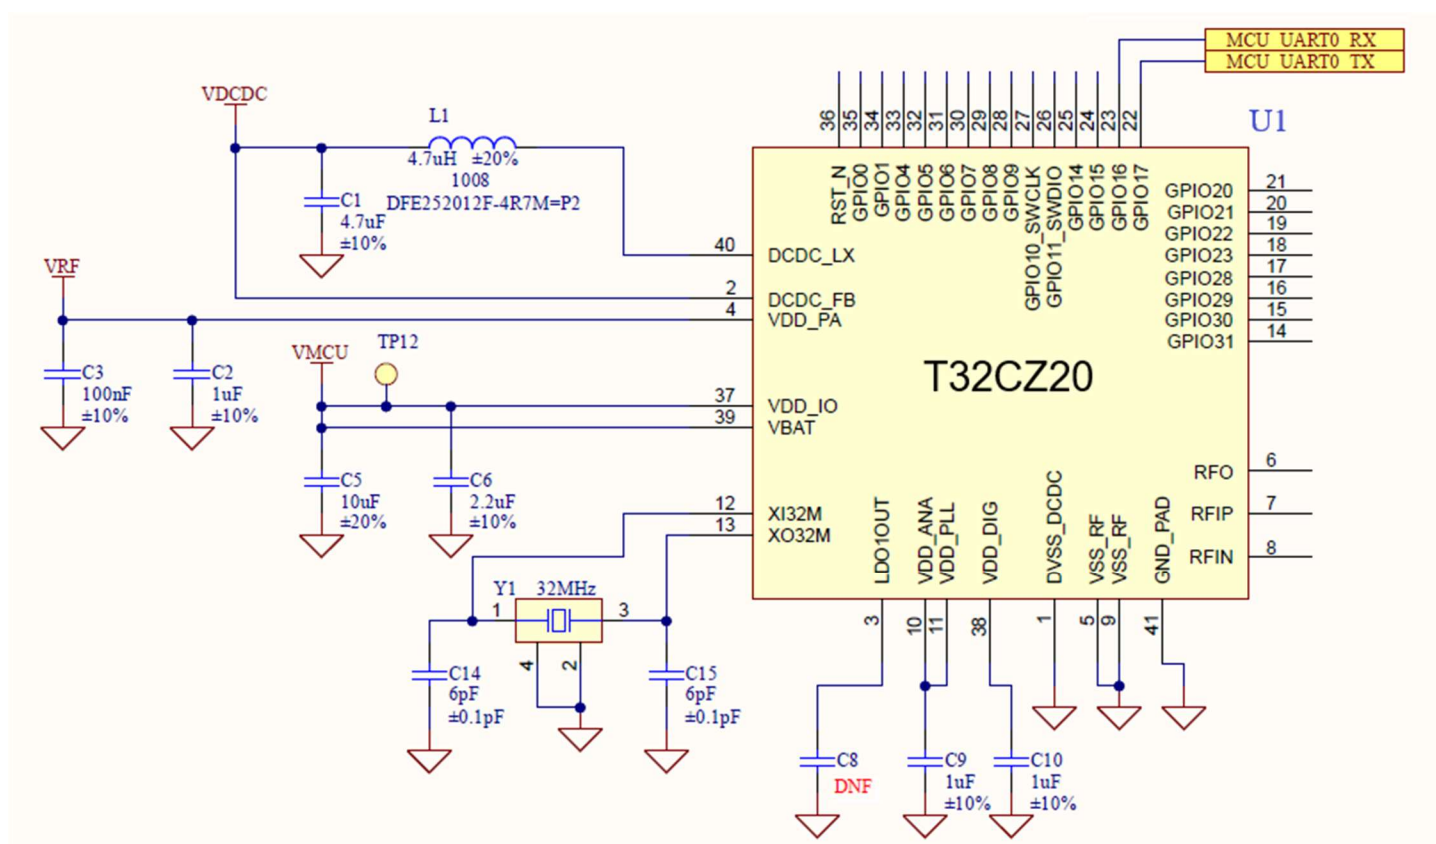 MCU_UART0_RX
MCU_UART0_TX
U1
VDCDC
L1
4.7uH ±20%
1008
DFE252012F-4R7M=P2
C1
4.7uF
±10%
VRF
C3
100nF
±10%
C2
1uF
±10%
VMCU
TP12
C5
10uF
±20%
C6
2.2uF
±10%
36
35
34
33
32
31
30
29
28
27
26
25
24
23
22
RST_N
GPIO0
GPIO1
GPIO4
GPIO5
GPIO6
GPIO7
GPIO8
GPIO9
GPIO10_SWCLK
GPIO11_SWDIO
GPIO14
GPIO15
GPIO16
GPIO17
40 DCDC_LX
2 DCDC_FB
4 VDD_PA
37 VDD_IO
39 VBAT
12 XI32M
13 XO32M
T32CZ20
GPIO20 21
GPIO21 20
GPIO22 19
GPIO23 18
GPIO28 17
GPIO29 16
GPIO30 15
GPIO31 14
RFO 6
RFIP 7
RFIN 8
LDO1OUT
VDD_ANA
VDD_PLL
VDD_DIG
DVSS_DCDC
VSS_RF
VSS_RF
GND_PAD
3
10
11
38
1
5
9
41
Y1 32MHz
1
3
4
2
C14
6pF
±0.1pF
C15
6pF
±0.1pF
C8
DNF
C9
1uF
±10%
C10
1uF
±10%